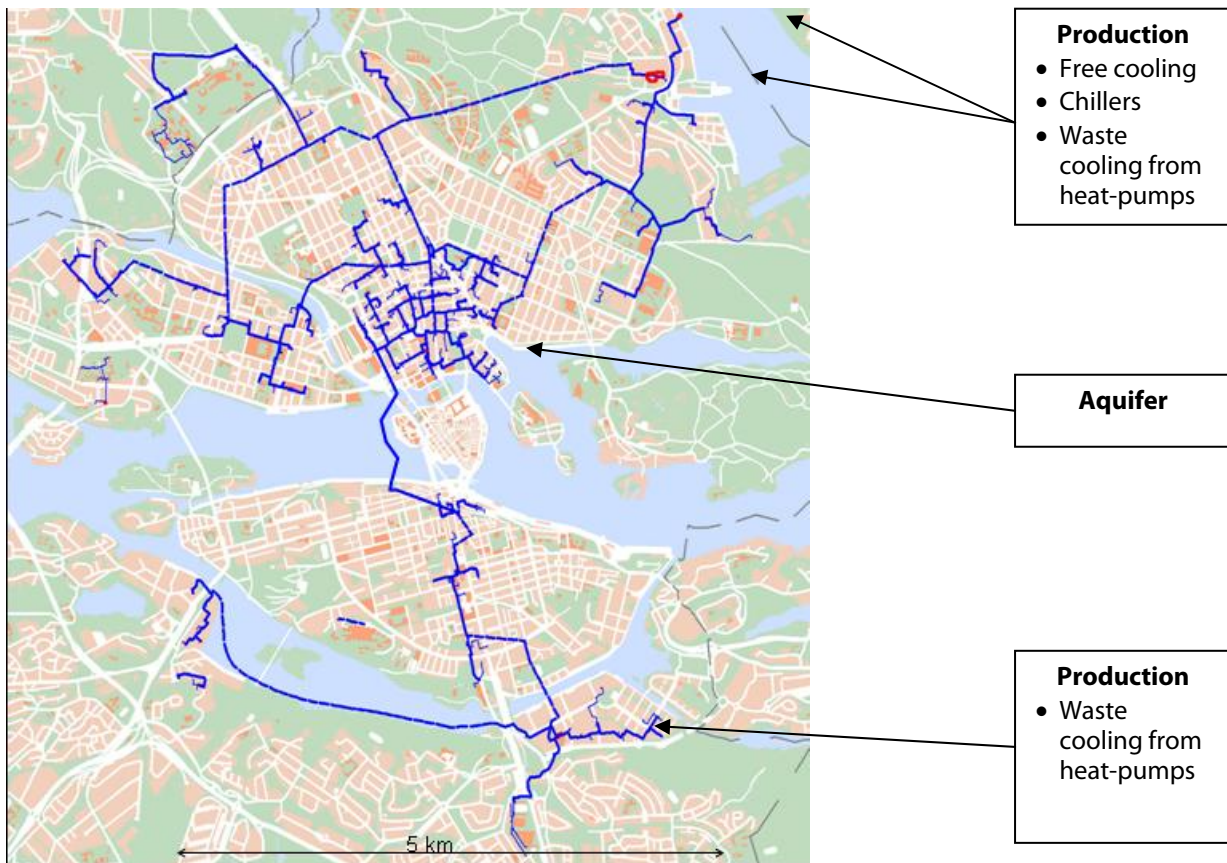 Production
• Free cooling
• Chillers
• Waste
cooling from
heat-pumps
Aquifer
Production
• Waste
cooling from
heat-pumps
5 km